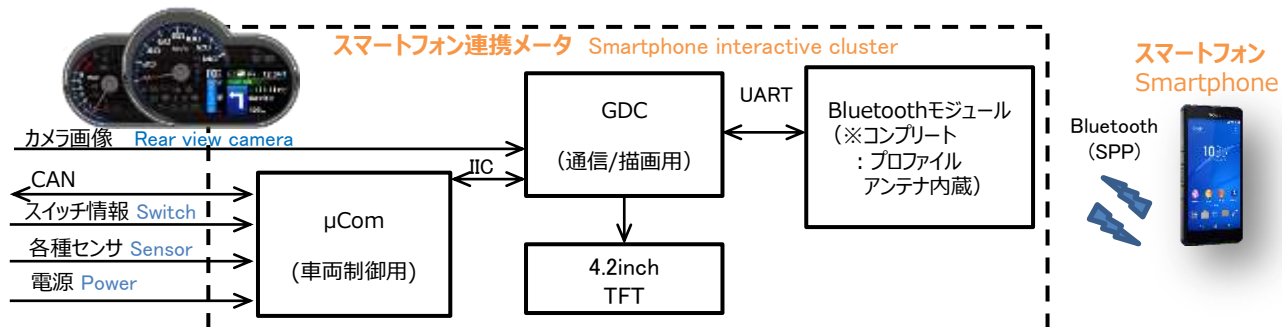 スマートフォン連携メータ Smartphone interactive cluster
スマートフォン
Smartphone
GDC
(通信/描画用)
UART
Bluetoothモジュール
(※コンプリート
：プロファイル
アンテナ内蔵)
Bluetooth
(SPP)
カメラ画像 Rear view camera
IIC
CAN
スイッチ情報 Switch
各種センサ Sensor
電源 Power
μCom
(車両制御用)
4.2inch
TFT